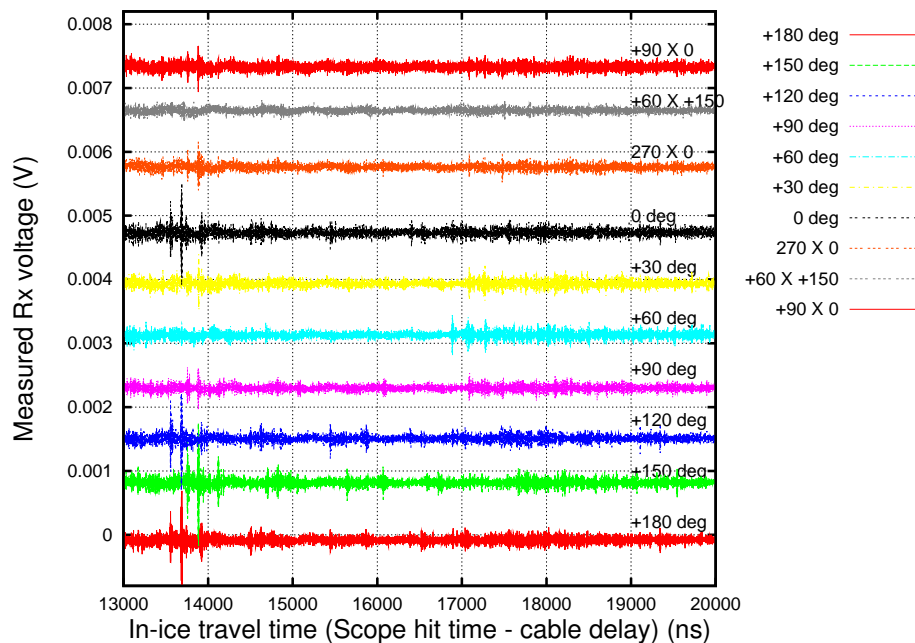 0.008
0.007
0.006
0.005
0.004
0.003
0.002
0.001
0
Measured Rx voltage (V)
+90 X 0
+60 X +150
270 X 0
0 deg
+30 deg
+60 deg
+90 deg
+120 deg
+150 deg
+180 deg
13000 14000 15000 16000 17000 18000 19000 20000
In-ice travel time (Scope hit time - cable delay) (ns)
+180 deg
+150 deg
+120 deg
+90 deg
+60 deg
+30 deg
0 deg
270 X 0
+60 X +150
+90 X 0